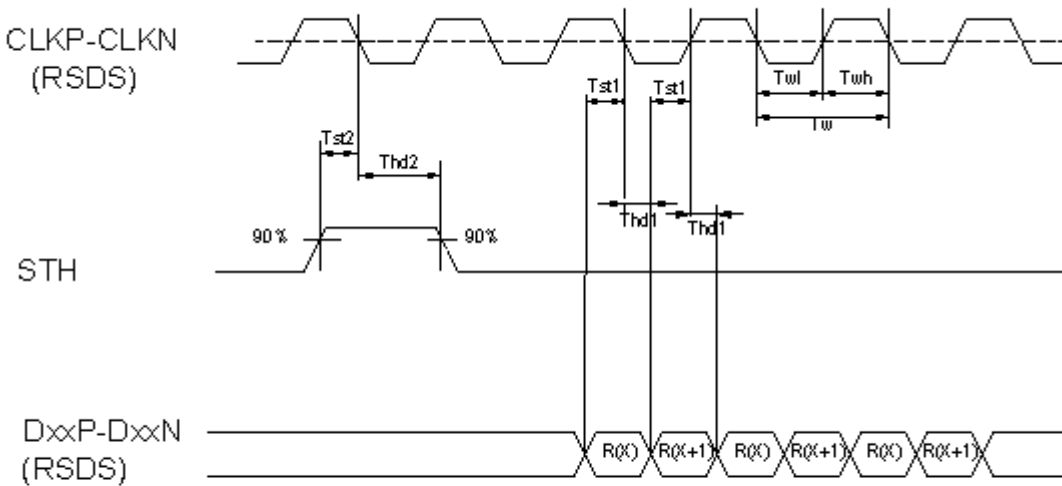 CLKP-CLKN
(RSDS)
Tst1 Tst1 Twl Twh
Tw
Tst2
Thd2
Thd1 Thd1
90% 90%
STH
DxxP-DxxN
(RSDS)
R(X) R(X+1) R(X) R(X+1) R(X) R(X+1)